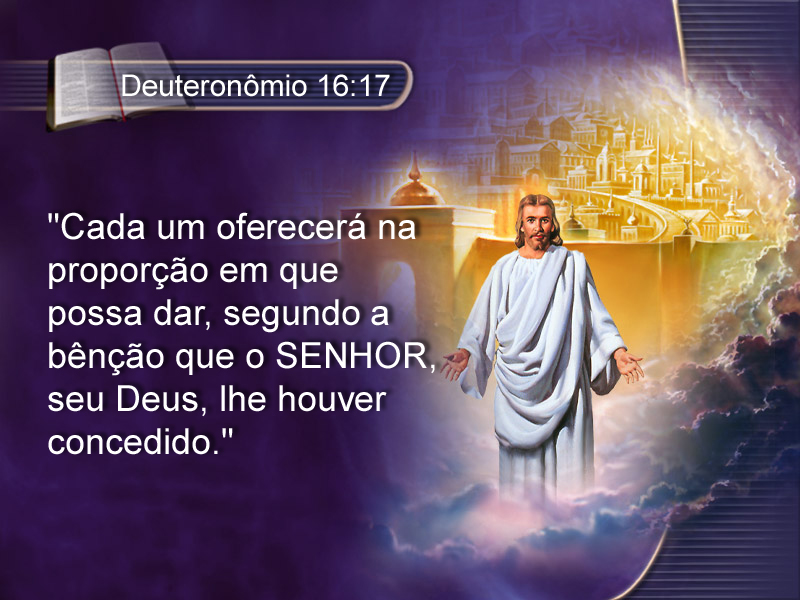 Deuteronômio 16:17
"Cada um oferecerá na
proporção em que
possa dar, segundo a
bênção que o SENHOR,
seu Deus, lhe houver
concedido."